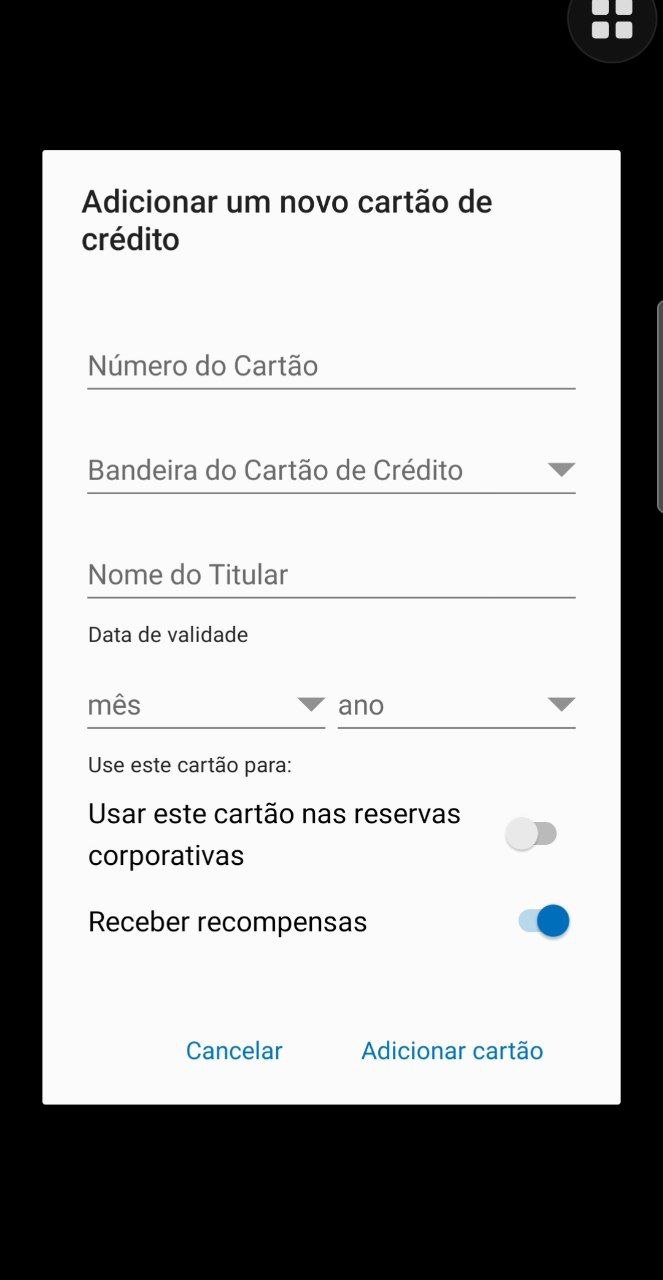 Adicionar um novo cartão de
crédito
Número do Cartão
Bandeira do Cartão de Crédito
Nome do Titular
Data de validade
mês
ano
Use este cartão para:
Usar este cartão nas reservas
corporativas
Receber recompensas
Cancelar
Adicionar cartão